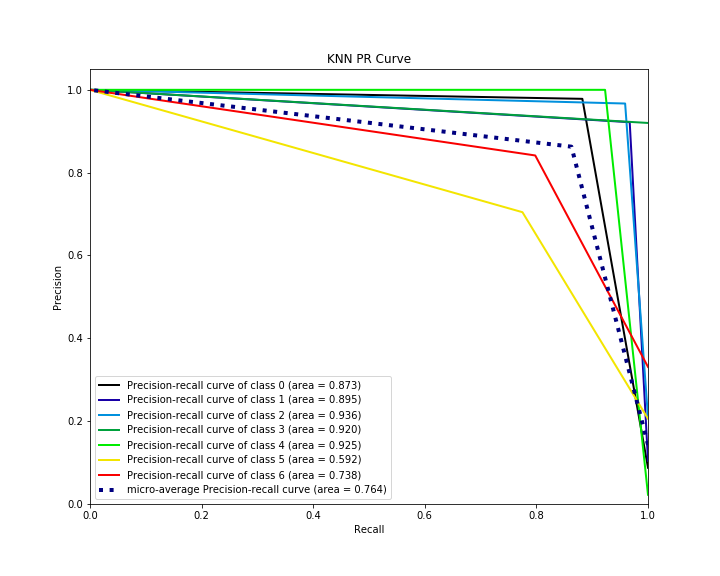 KNN PR Curve
1.0
0.8
0.6
0.4
0.2
0.0
Precision
Precision-recall curve of class 0 (area = 0.873)
Precision-recall curve of class 1 (area = 0.895)
Precision-recall curve of class 2 (area = 0.936)
Precision-recall curve of class 3 (area = 0.920)
Precision-recall curve of class 4 (area = 0.925)
Precision-recall curve of class 5 (area = 0.592)
Precision-recall curve of class 6 (area = 0.738)
micro-average Precision-recall curve (area = 0.764)
0.0 0.2 0.4 0.6 0.8 1.0
Recall